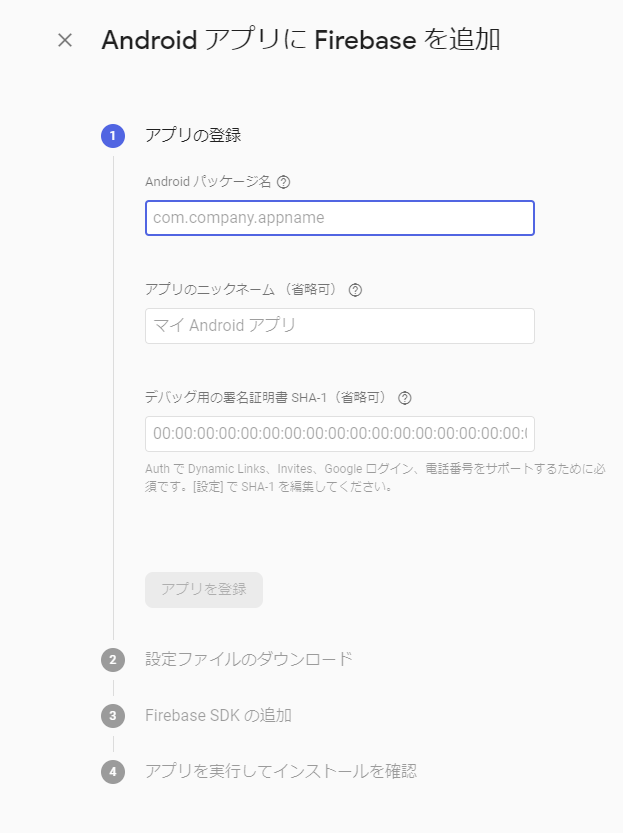 Android アプリに Firebase を追加
1 アプリの登録
Android パッケージ名
com.company.appname
アプリのニックネーム （省略可）
マイ Android アプリ
デバッグ用の署名証明書 SHA-1（省略可）
00:00:00:00:00:00:00:00:00:00:00:00:00:00:00:00:00:
Auth で Dynamic Links、Invites、Google ログイン、電話番号をサポートするために必
須です。[設定] で SHA-1 を編集してください。
アプリを登録
2 設定ファイルのダウンロード
3 Firebase SDK の追加
4 アプリを実行してインストールを確認